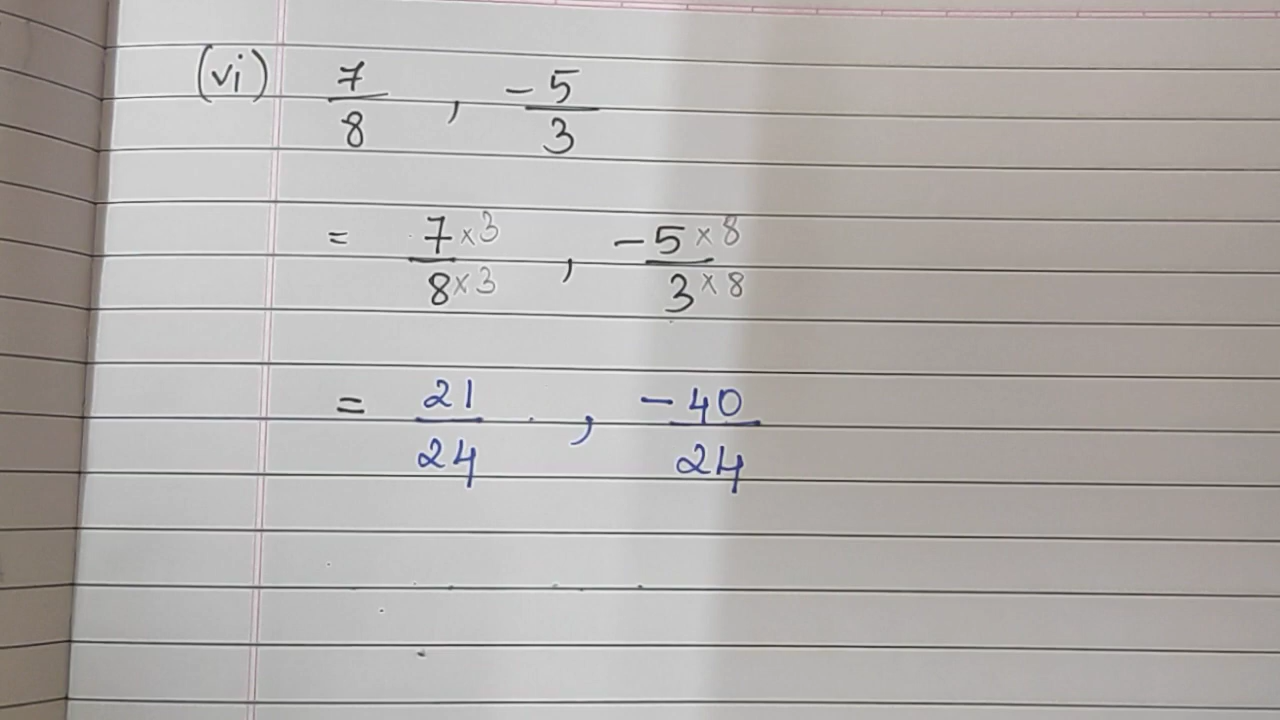 (vi) 7/8 , -5/3
= 7×3/8×3 , -5×8/3×8
= 21/24 , -40/24